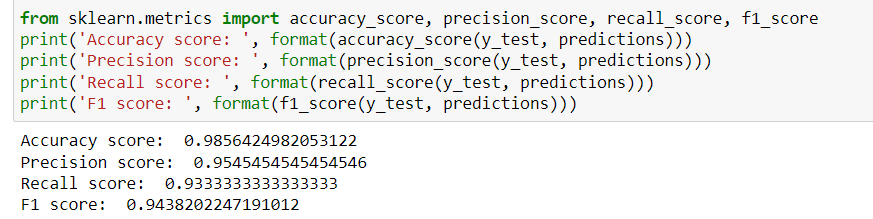 from sklearn.metrics import accuracy_score, precision_score, recall_score, f1_score
print('Accuracy score: ', format(accuracy_score(y_test, predictions)))
print('Precision score: ', format(precision_score(y_test, predictions)))
print('Recall score: ', format(recall_score(y_test, predictions)))
print('F1 score: ', format(f1_score(y_test, predictions)))
Accuracy score:  0.9856424982053122
Precision score:  0.9545454545454546
Recall score:  0.9333333333333333
F1 score:  0.9438202247191012